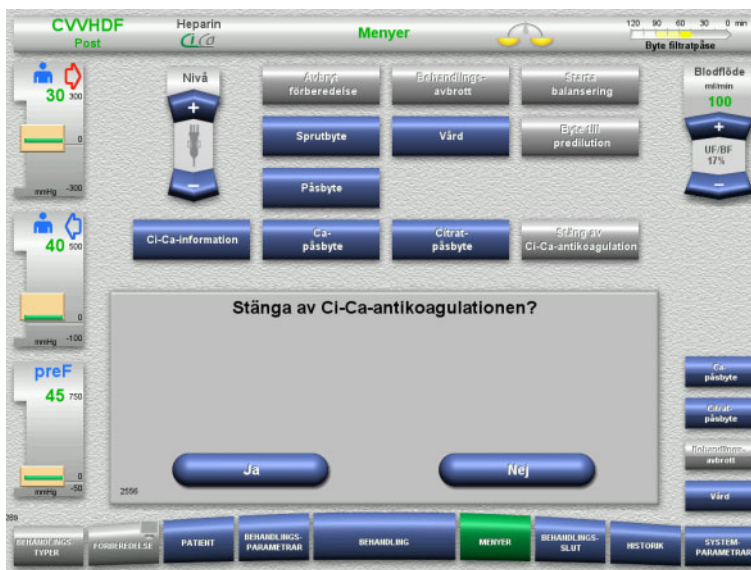 CVVHDF
Post
Heparin
CiCa
Menyer
120 90 60 30 0 min
Byte filtratpåse
30 300
0
mmHg -300
Nivå
+
−
Avbryt
förberedelse
Behandlings-
avbrott
Starta
balansering
Sprutbyte
Vård
Byte till
predilution
Påsbyte
Blodflöde
ml/min
100
+
UF/BF
17%
−
Ci-Ca-information
Ca-
påsbyte
Citrat-
påsbyte
Stäng av
Ci-Ca-antikoagulation
40 500
0
mmHg -100
Stänga av Ci-Ca-antikoagulationen?
Ja
Nej
2556
preF
45 750
0
mmHg -50
Ca-
påsbyte
Citrat-
påsbyte
Behandlings-
avbrott
Vård
BEHANDLINGS-
TYPER
FÖRBEREDELSE
PATIENT
BEHANDLINGS-
PARAMETRAR
BEHANDLING
MENYER
BEHANDLINGS-
SLUT
HISTORIK
SYSTEM-
PARAMETRAR